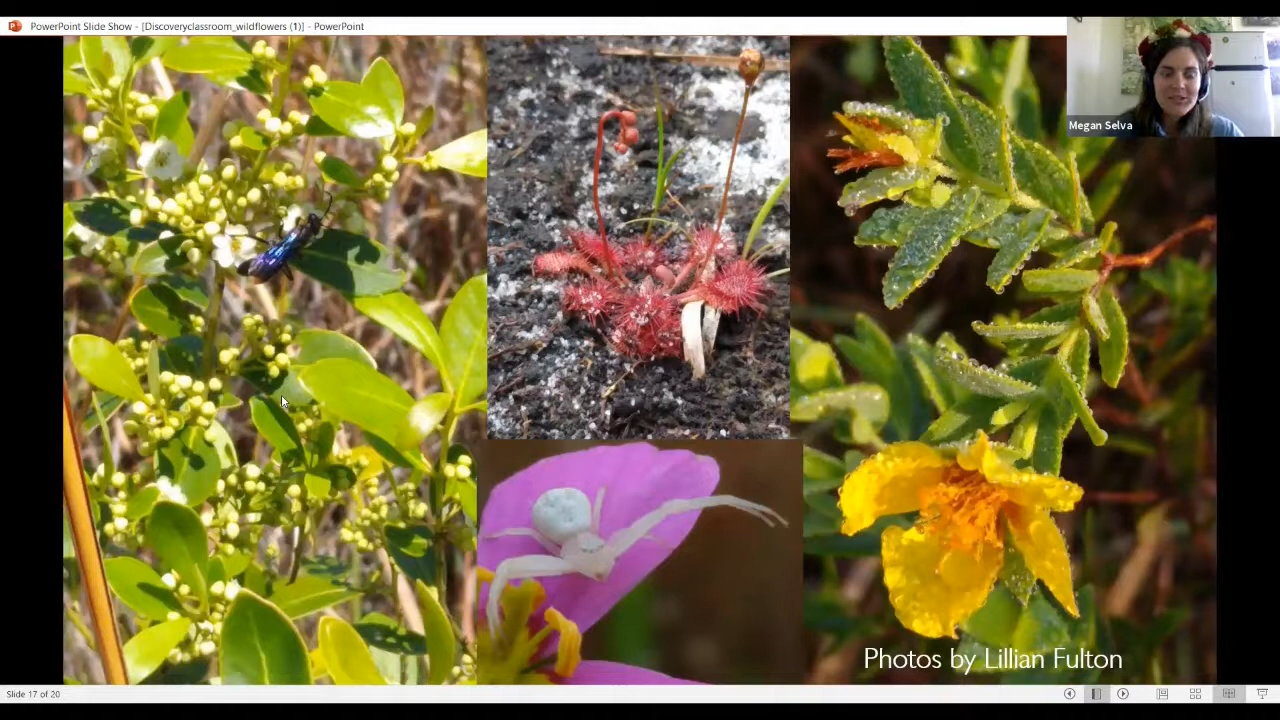 PowerPoint Slide Show - [Discoveryclassroom_wildflowers (1)] - PowerPoint
Megan Selva
Photos by Lillian Fulton
Slide 17 of 20